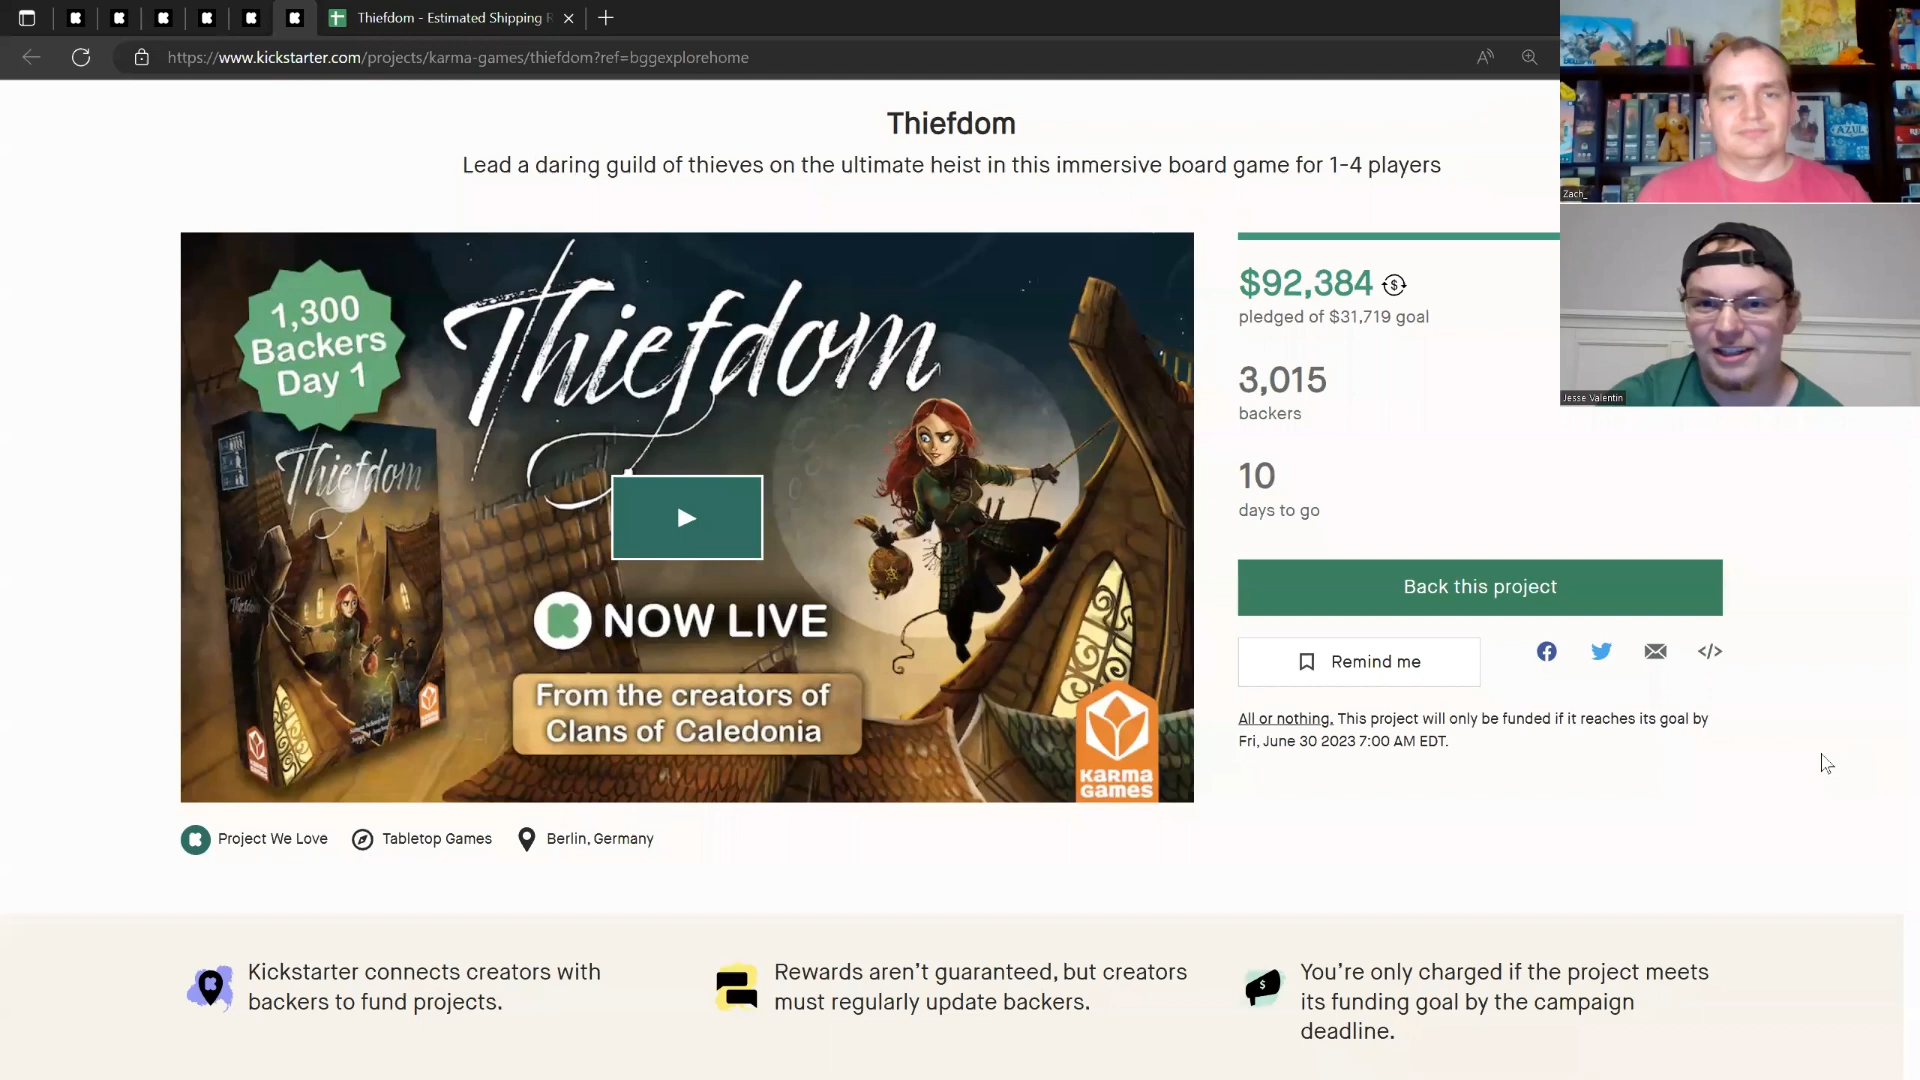 Thiefdom - Estimated Shipping
https://www.kickstarter.com/projects/karma-games/thiefdom?ref=bggexplorehome
Thiefdom
Lead a daring guild of thieves on the ultimate heist in this immersive board game for 1-4 players
1,300
Backers
Day 1
Thiefdom
Thiefdom
NOW LIVE
From the creators of
Clans of Caledonia
KARMA
GAMES
$92,384
pledged of $31,719 goal
3,015
backers
10
days to go
Back this project
Remind me
All or nothing. This project will only be funded if it reaches its goal by
Fri, June 30 2023 7:00 AM EDT.
Project We Love
Tabletop Games
Berlin, Germany
Kickstarter connects creators with
backers to fund projects.
Rewards aren't guaranteed, but creators
must regularly update backers.
You're only charged if the project meets
its funding goal by the campaign
deadline.
AZUL
Zach_
Jesse Valentin